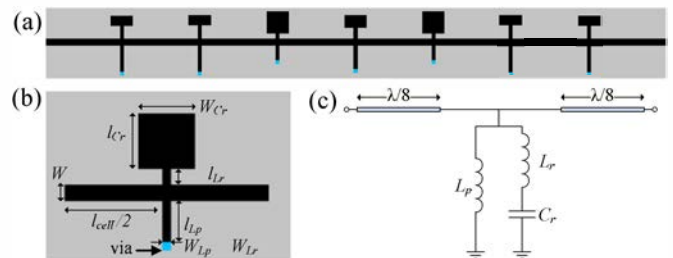 (a)
(b)
W_Cr
l_Cr
l_Lr
W
l_cell/2
l_Lp
via
W_Lp
W_Lr
(c)
λ/8
λ/8
L_p
L_r
C_r